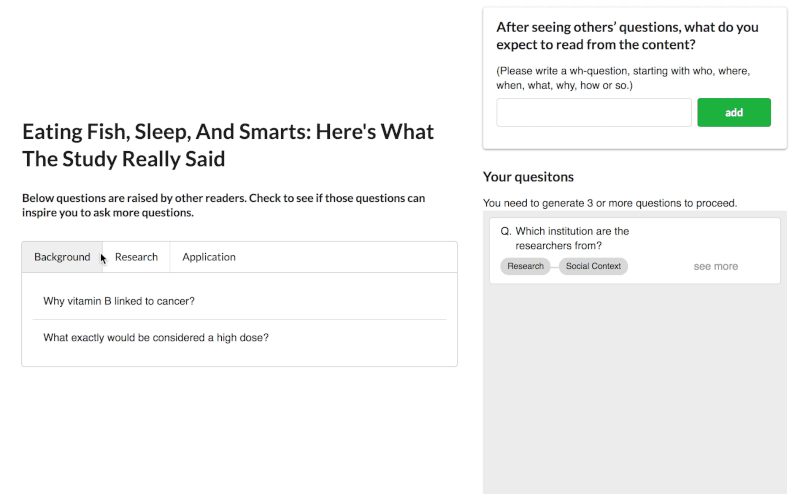 Eating Fish, Sleep, And Smarts: Here's What
The Study Really Said
Below questions are raised by other readers. Check to see if those questions can
inspire you to ask more questions.
Background Research Application
Why vitamin B linked to cancer?
What exactly would be considered a high dose?
After seeing others' questions, what do you
expect to read from the content?
(Please write a wh-question, starting with who, where,
when, what, why, how or so.)
add
Your quesitons
You need to generate 3 or more questions to proceed.
Q. Which institution are the
researchers from?
Research Social Context see more